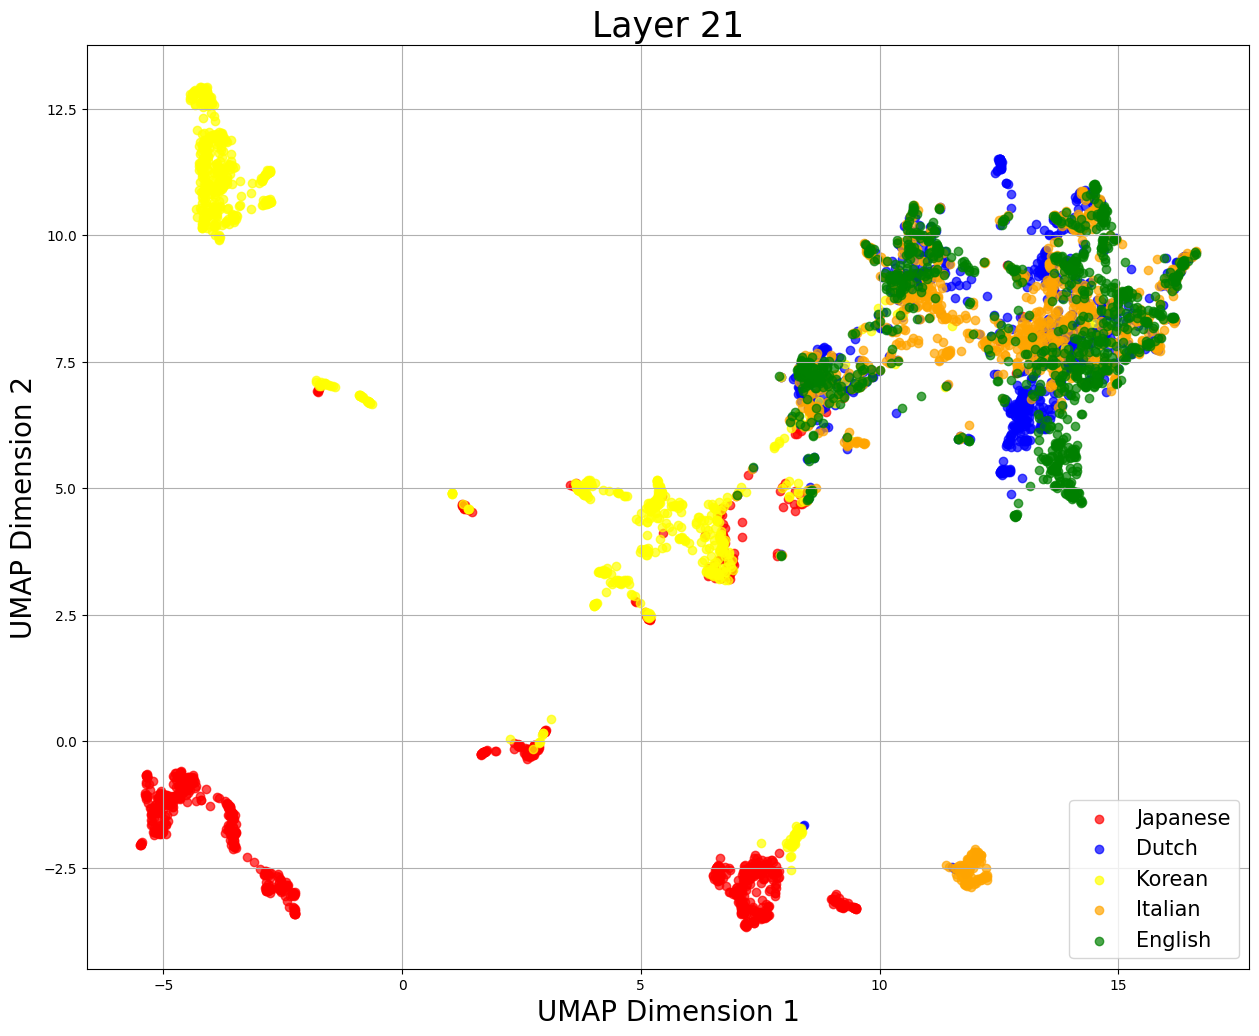 Layer 21
12.5
10.0
7.5
5.0
2.5
0.0
−2.5
UMAP Dimension 2
−5
0
5
10
15
UMAP Dimension 1
Japanese
Dutch
Korean
Italian
English